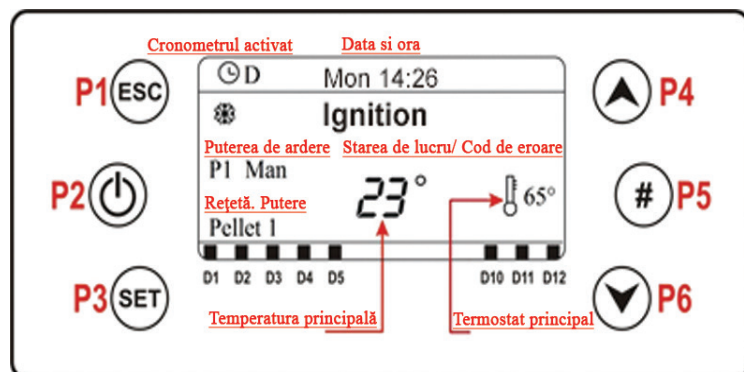 Cronometrul activat Data si ora
P1 ESC D Mon 14:26 P4
Ignition
Puterea de ardere Starea de lucru/ Cod de eroare
P1 Man
P2 23° 65° # P5
Rețetă. Putere
Pellet 1
D1 D2 D3 D4 D5 D10 D11 D12
P3 SET P6
Temperatura principală Termostat principal